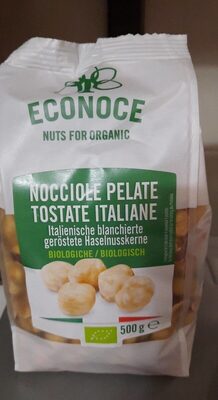 ECONOCE
NUTS FOR ORGANIC
NOCCIOLE PELATE
TOSTATE ITALIANE
Italienische blanchierte
geröstete Haselnusskerne
BIOLOGICHE / BIOLOGISCH
500g e